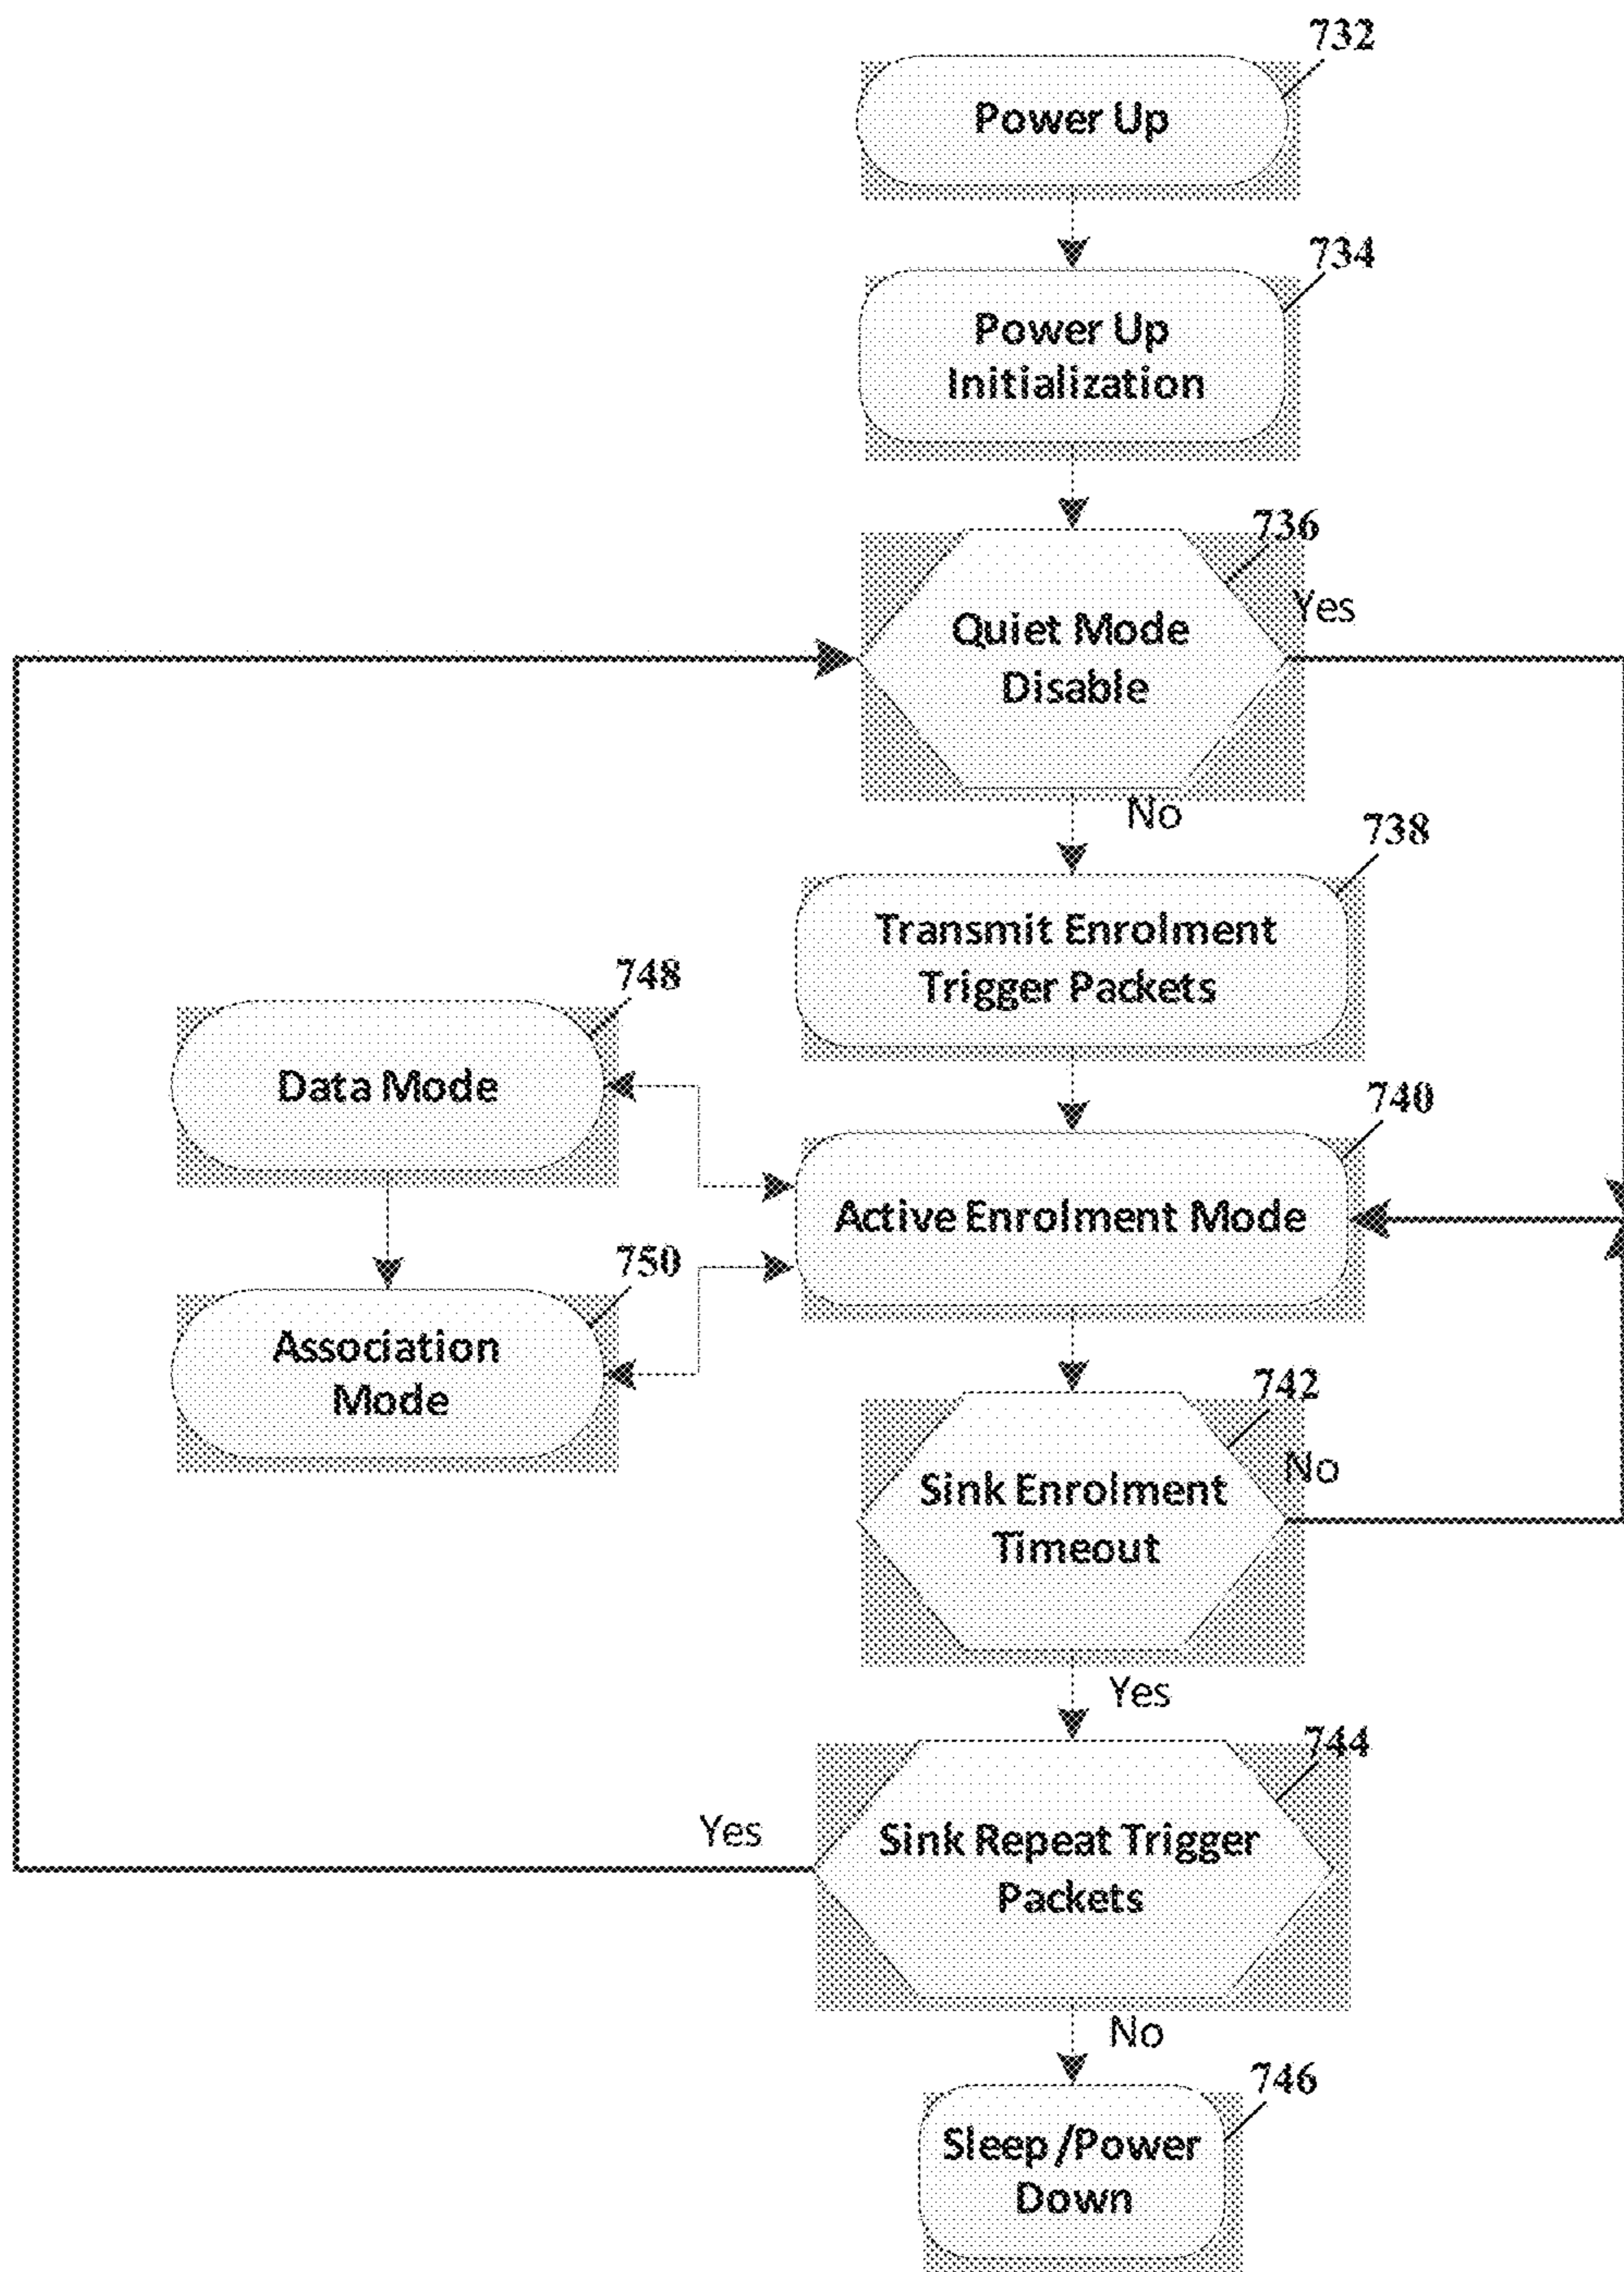 732
Power Up
734
Power Up
Initialization
736
Yes
Quiet Mode
Disable
No
738
Transmit Enrolment
Trigger Packets
748
Data Mode
740
Active Enrolment Mode
750
Association
Mode
742
No
Sink Enrolment
Timeout
Yes
744
Yes
Sink Repeat Trigger
Packets
No
746
Sleep /Power
Down